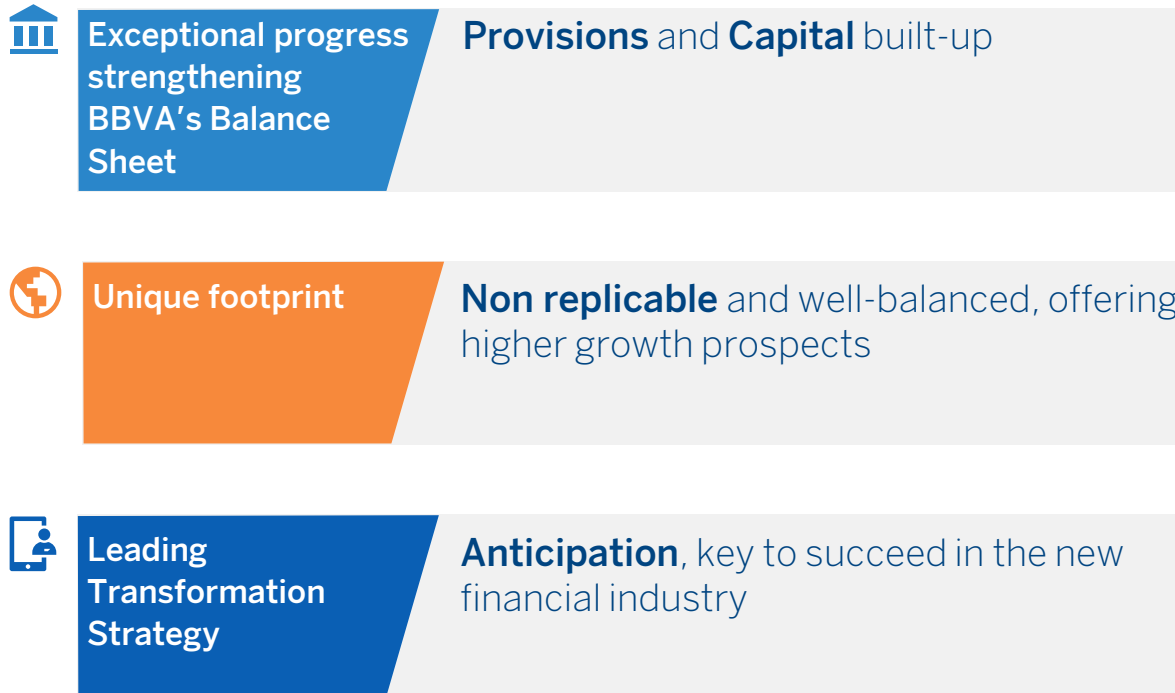 Exceptional progress
strengthening
BBVA's Balance
Sheet
Provisions and Capital built-up
Unique footprint
Non replicable and well-balanced, offering
higher growth prospects
Leading
Transformation
Strategy
Anticipation, key to succeed in the new
financial industry